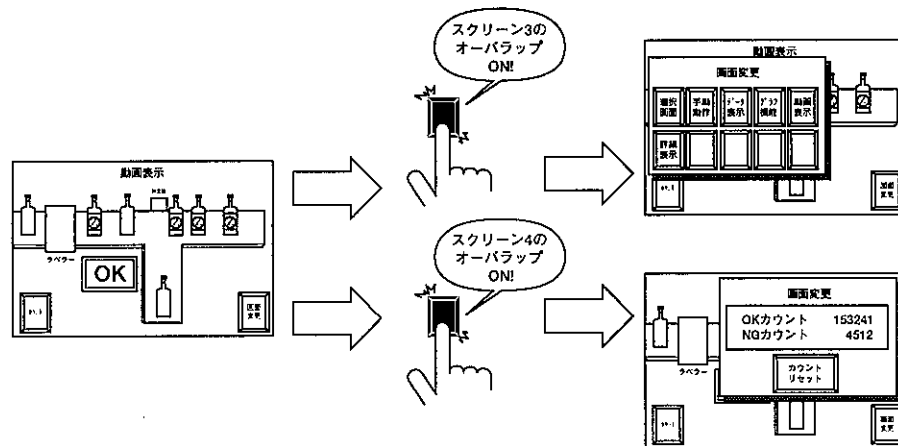 スクリーン3の
オーバラップ
ON!
動画表示
画面変更
選択
画面
手動
動作
データ
表示
グラフ
機能
動画
表示
詳細
表示
画面
変更
動画表示
ラベラー
OK
画面
変更
スクリーン4の
オーバラップ
ON!
画面変更
OKカウント 153241
NGカウント 4512
カウント
リセット
ラベラー
画面
変更